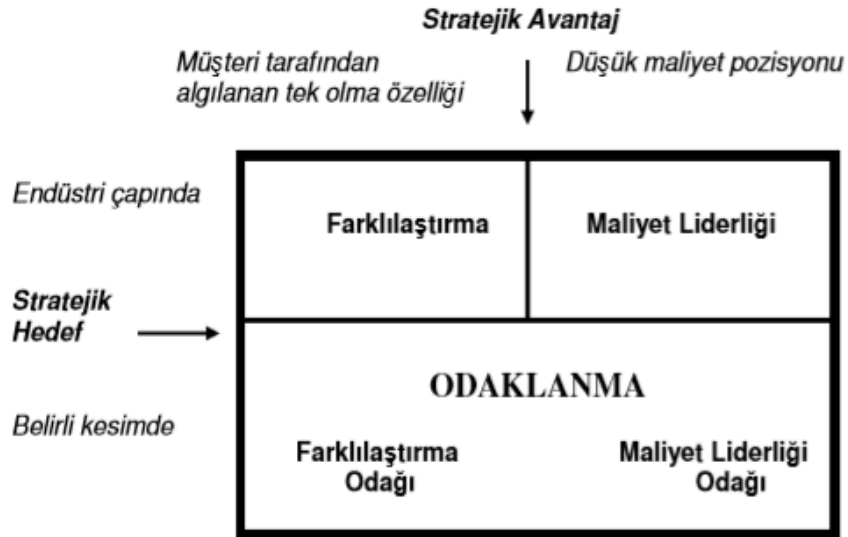 Stratejik Avantaj
Müşteri tarafından
algılanan tek olma özelliği
Düşük maliyet pozisyonu
Endüstri çapında
Farklılaştırma
Maliyet Liderliği
Stratejik
Hedef
ODAKLANMA
Belirli kesimde
Farklılaştırma
Odağı
Maliyet Liderliği
Odağı